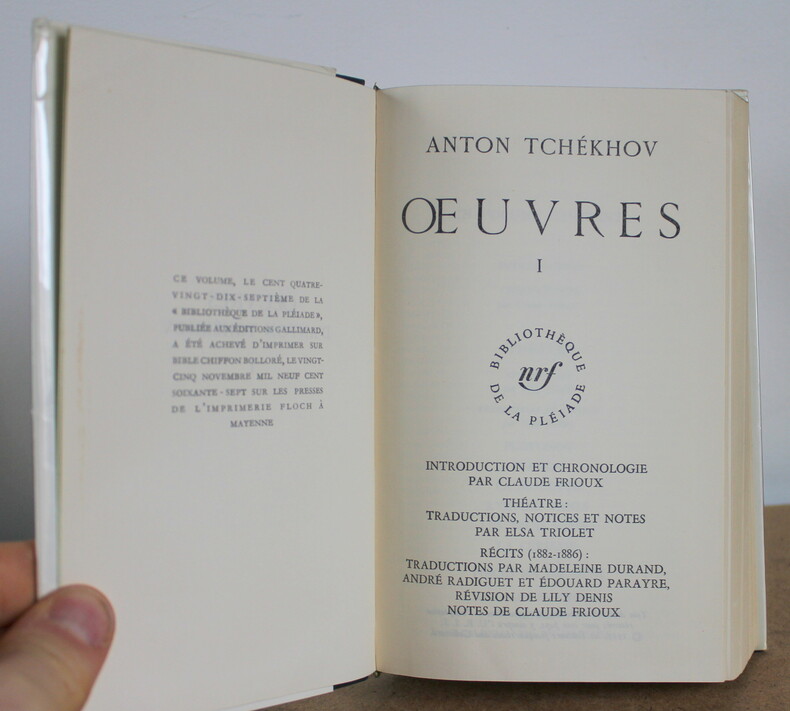 CE VOLUME, LE CENT QUATRE-
VINGT-DIX-SEPTIÈME DE LA
« BIBLIOTHÈQUE DE LA PLÉIADE »,
PUBLIÉE AUX ÉDITIONS GALLIMARD,
A ÉTÉ ACHEVÉ D'IMPRIMER SUR
BIBLE CHIFFON BOLLORÉ, LE VINGT-
CINQ NOVEMBRE MIL NEUF CENT
SOIXANTE-SEPT SUR LES PRESSES
DE L'IMPRIMERIE FLOCH À
MAYENNE
ANTON TCHÉKHOV
ŒUVRES
I
BIBLIOTHÈQUE
nrf
DE LA PLÉIADE
INTRODUCTION ET CHRONOLOGIE
PAR CLAUDE FRIOUX
THÉATRE :
TRADUCTIONS, NOTICES ET NOTES
PAR ELSA TRIOLET
RÉCITS (1882-1886) :
TRADUCTIONS PAR MADELEINE DURAND,
ANDRÉ RADIGUET ET ÉDOUARD PARAYRE,
RÉVISION DE LILY DENIS
NOTES DE CLAUDE FRIOUX